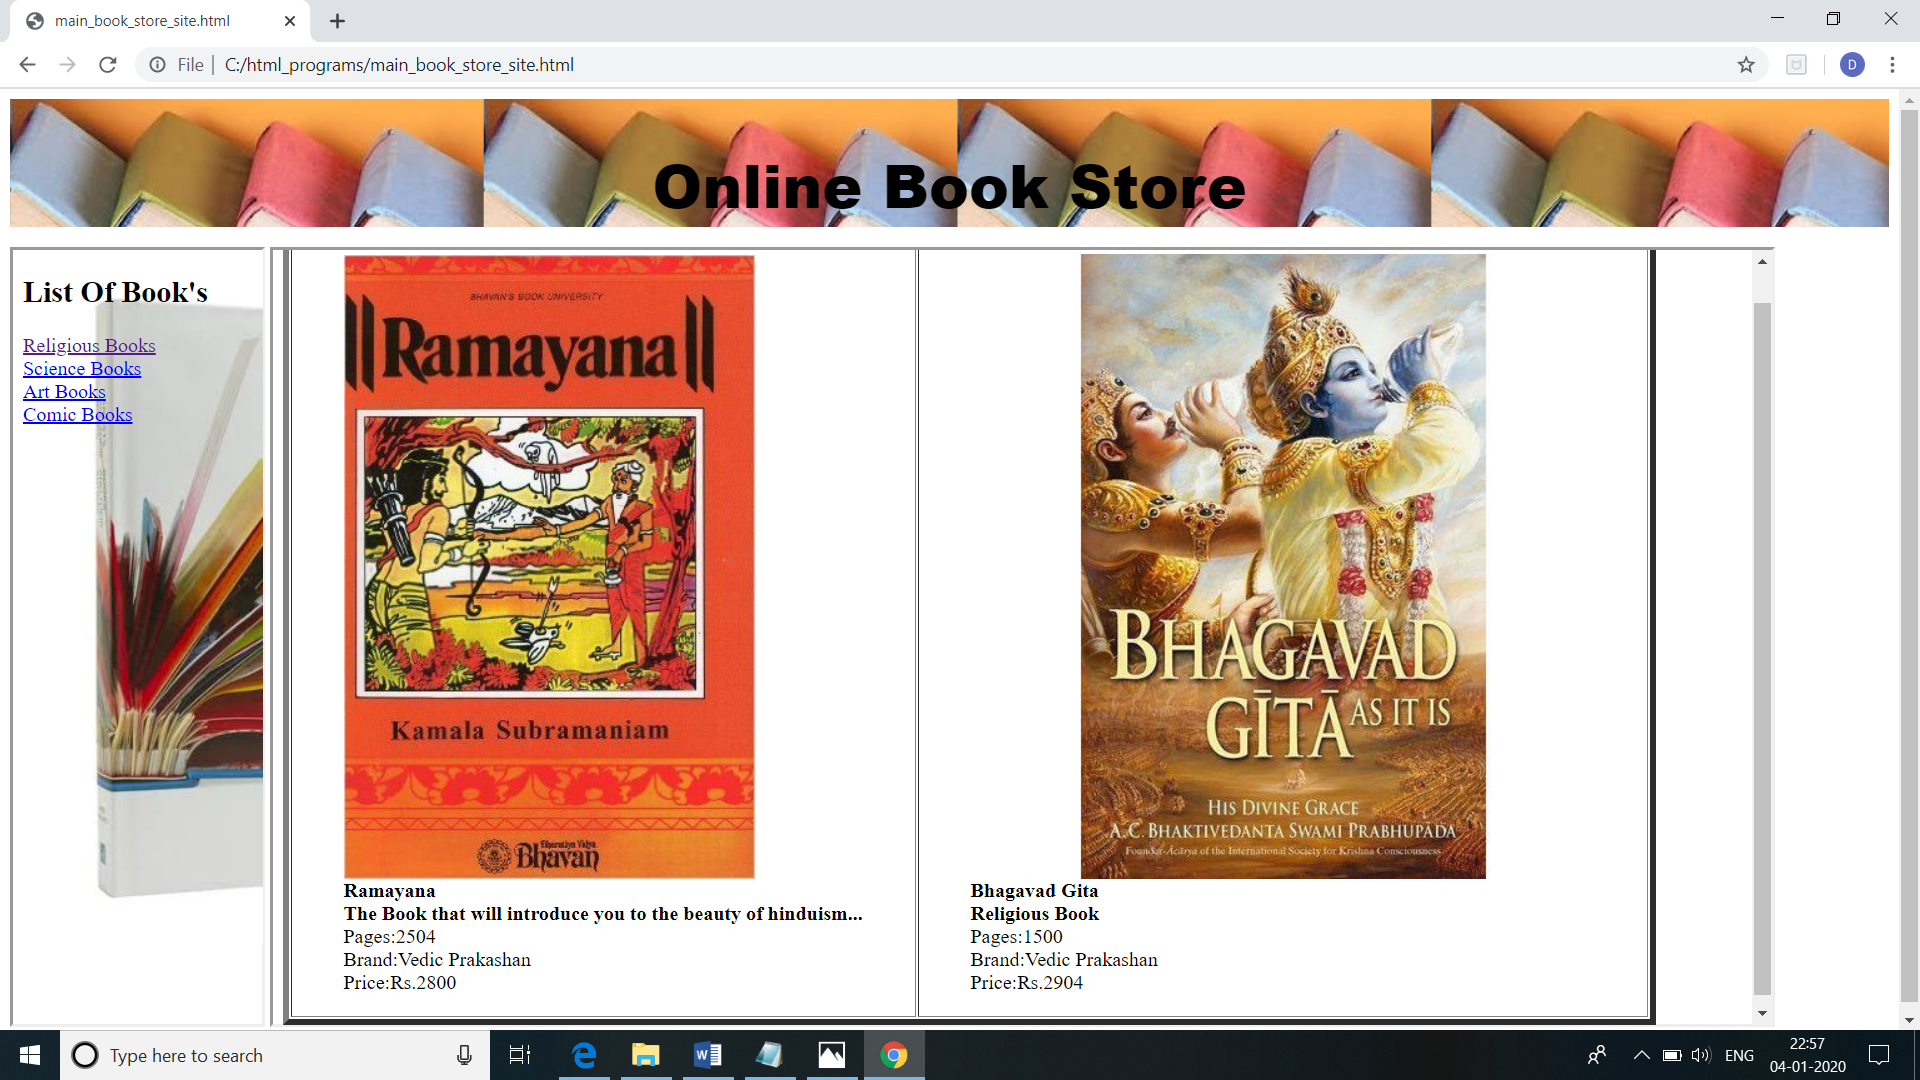 main_book_store_site.html
File
C:/html_programs/main_book_store_site.html
D
Online Book Store
List Of Book's
Religious Books
Science Books
Art Books
Comic Books
BHAVAN'S BOOK UNIVERSITY
Ramayana
Kamala Subramaniam
Bharatiya Vidya
Bhavan
Ramayana
The Book that will introduce you to the beauty of hinduism...
Pages:2504
Brand:Vedic Prakashan
Price:Rs.2800
BHAGAVAD
GĪTĀ AS IT IS
HIS DIVINE GRACE
A.C. BHAKTIVEDANTA SWAMI PRABHUPĀDA
Founder-Ācārya of the International Society for Krishna Consciousness
Bhagavad Gita
Religious Book
Pages:1500
Brand:Vedic Prakashan
Price:Rs.2904
Type here to search
ENG
22:57
04-01-2020